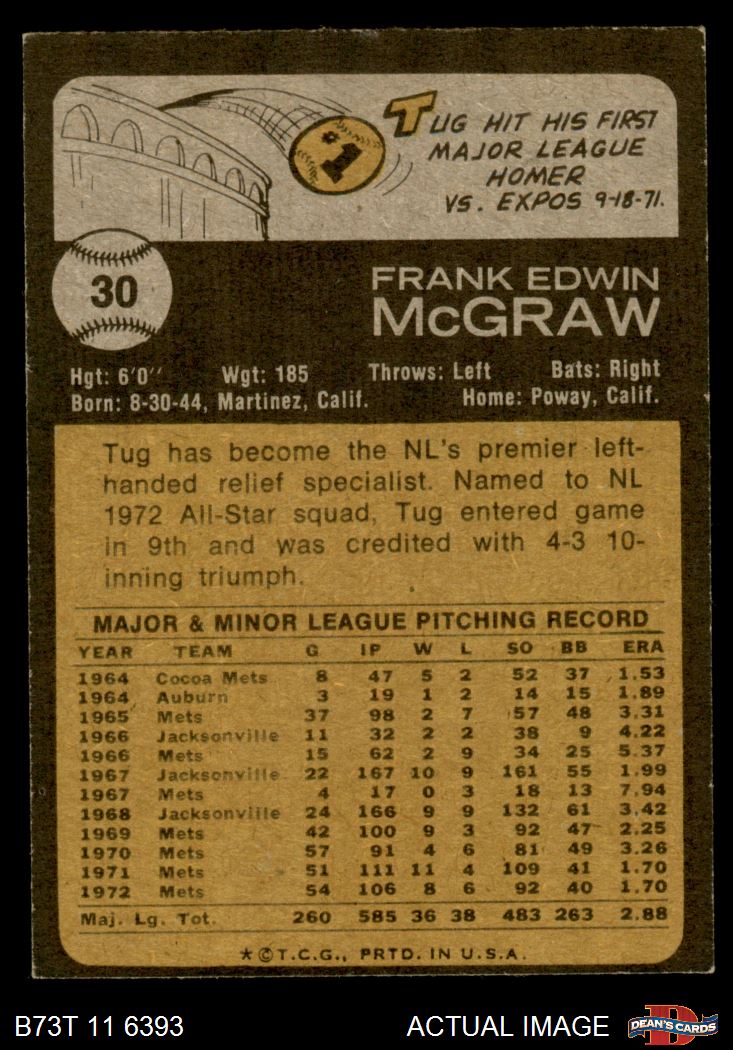 #1
TUG HIT HIS FIRST
MAJOR LEAGUE
HOMER
VS. EXPOS 9-18-71.
30
FRANK EDWIN
McGRAW
Hgt: 6'0" Wgt: 185 Throws: Left Bats: Right
Born: 8-30-44, Martinez, Calif. Home: Poway, Calif.
Tug has become the NL's premier left-
handed relief specialist. Named to NL
1972 All-Star squad, Tug entered game
in 9th and was credited with 4-3 10-
inning triumph.
MAJOR & MINOR LEAGUE PITCHING RECORD
YEAR TEAM G IP W L SO BB ERA
1964 Cocoa Mets 8 47 5 2 52 37 1.53
1964 Auburn 3 19 1 2 14 15 1.89
1965 Mets 37 98 2 7 57 48 3.31
1966 Jacksonville 11 32 2 2 38 9 4.22
1966 Mets 15 62 2 9 34 25 5.37
1967 Jacksonville 22 167 10 9 161 55 1.99
1967 Mets 4 17 0 3 18 13 7.94
1968 Jacksonville 24 166 9 9 132 61 3.42
1969 Mets 42 100 9 3 92 47 2.25
1970 Mets 57 91 4 6 81 49 3.26
1971 Mets 51 111 11 4 109 41 1.70
1972 Mets 54 106 8 6 92 40 1.70
Maj. Lg. Tot. 260 585 36 38 483 263 2.88
*©T.C.G., PRTD. IN U.S.A.
B73T 11 6393 ACTUAL IMAGE D DEAN'S CARDS